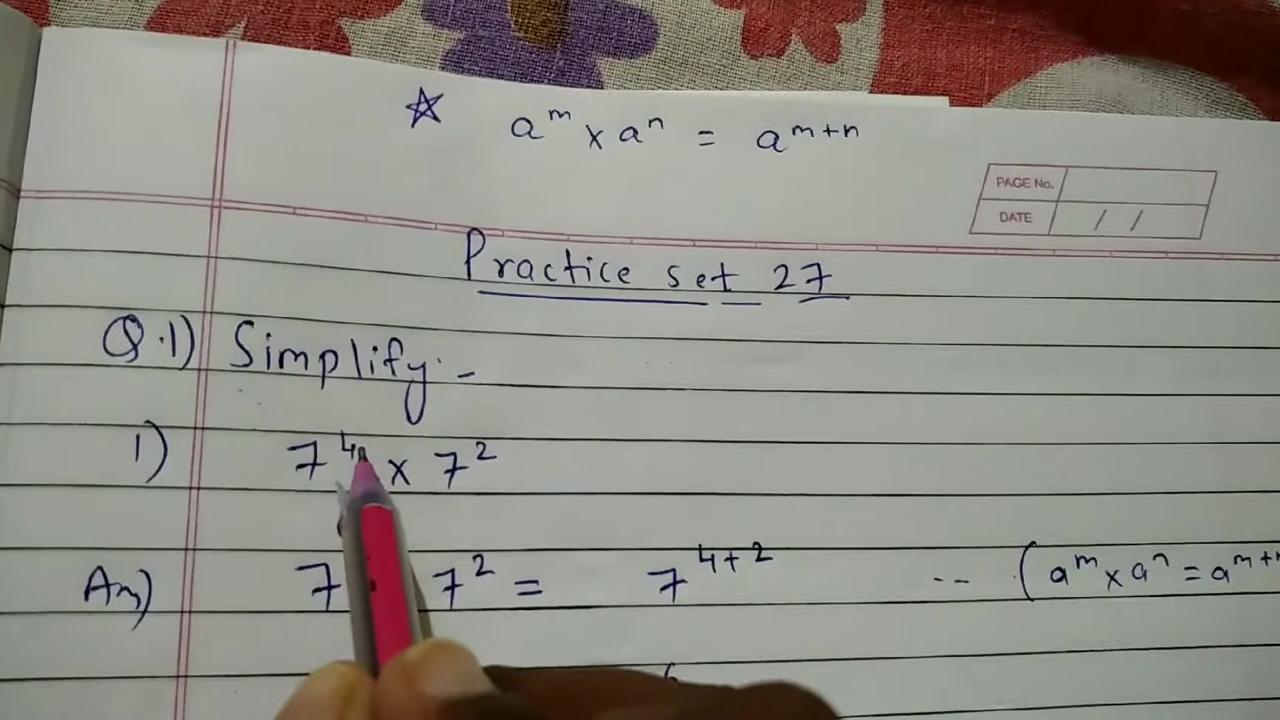 ☆ aᵐ × aⁿ = aᵐ⁺ⁿ
PAGE No.
DATE / /
Practice set 27
Q.1) Simplify:-
1) 7⁴ × 7²
Ans) 7 7² = 7⁴⁺² -- (aᵐ × aⁿ = aᵐ⁺ⁿ
6